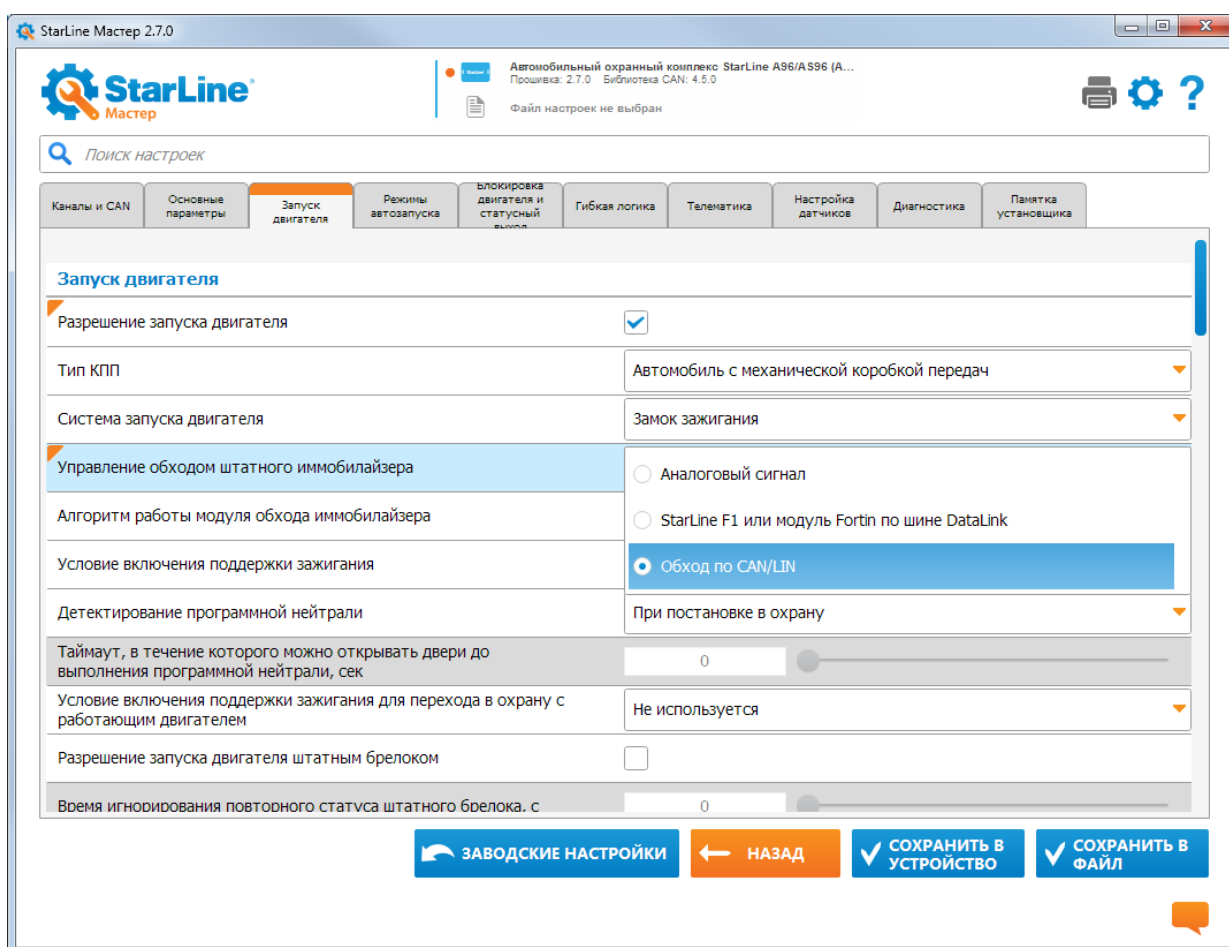 StarLine Мастер 2.7.0
StarLine
Мастер
Автомобильный охранный комплекс StarLine A96/AS96 (A...
Прошивка: 2.7.0 Библиотека CAN: 4.5.0
Файл настроек не выбран
Поиск настроек
Каналы и CAN
Основные
параметры
Запуск
двигателя
Режимы
автозапуска
Блокировка
двигателя и
статусный
выход
Гибкая логика
Телематика
Настройка
датчиков
Диагностика
Памятка
установщика
Запуск двигателя
Разрешение запуска двигателя
Тип КПП
Автомобиль с механической коробкой передач
Система запуска двигателя
Замок зажигания
Управление обходом штатного иммобилайзера
Аналоговый сигнал
Алгоритм работы модуля обхода иммобилайзера
StarLine F1 или модуль Fortin по шине DataLink
Условие включения поддержки зажигания
Обход по CAN/LIN
Детектирование программной нейтрали
При постановке в охрану
Таймаут, в течение которого можно открывать двери до
выполнения программной нейтрали, сек
0
Условие включения поддержки зажигания для перехода в охрану с
работающим двигателем
Не используется
Разрешение запуска двигателя штатным брелоком
Время игнорирования повторного статуса штатного брелока, с
0
ЗАВОДСКИЕ НАСТРОЙКИ
НАЗАД
СОХРАНИТЬ В
УСТРОЙСТВО
СОХРАНИТЬ В
ФАЙЛ